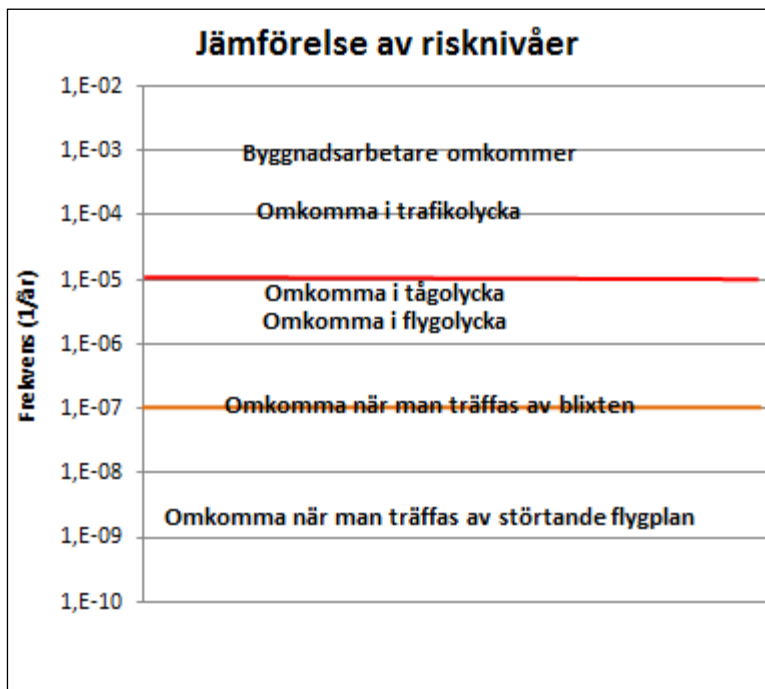 Jämförelse av risknivåer
1,E-02
1,E-03
Byggnadsarbetare omkommer
1,E-04
Omkomma i trafikolycka
1,E-05
Omkomma i tågolycka
Omkomma i flygolycka
1,E-06
1,E-07
Omkomma när man träffas av blixten
1,E-08
Omkomma när man träffas av störtande flygplan
1,E-09
1,E-10
Frekvens (1/år)